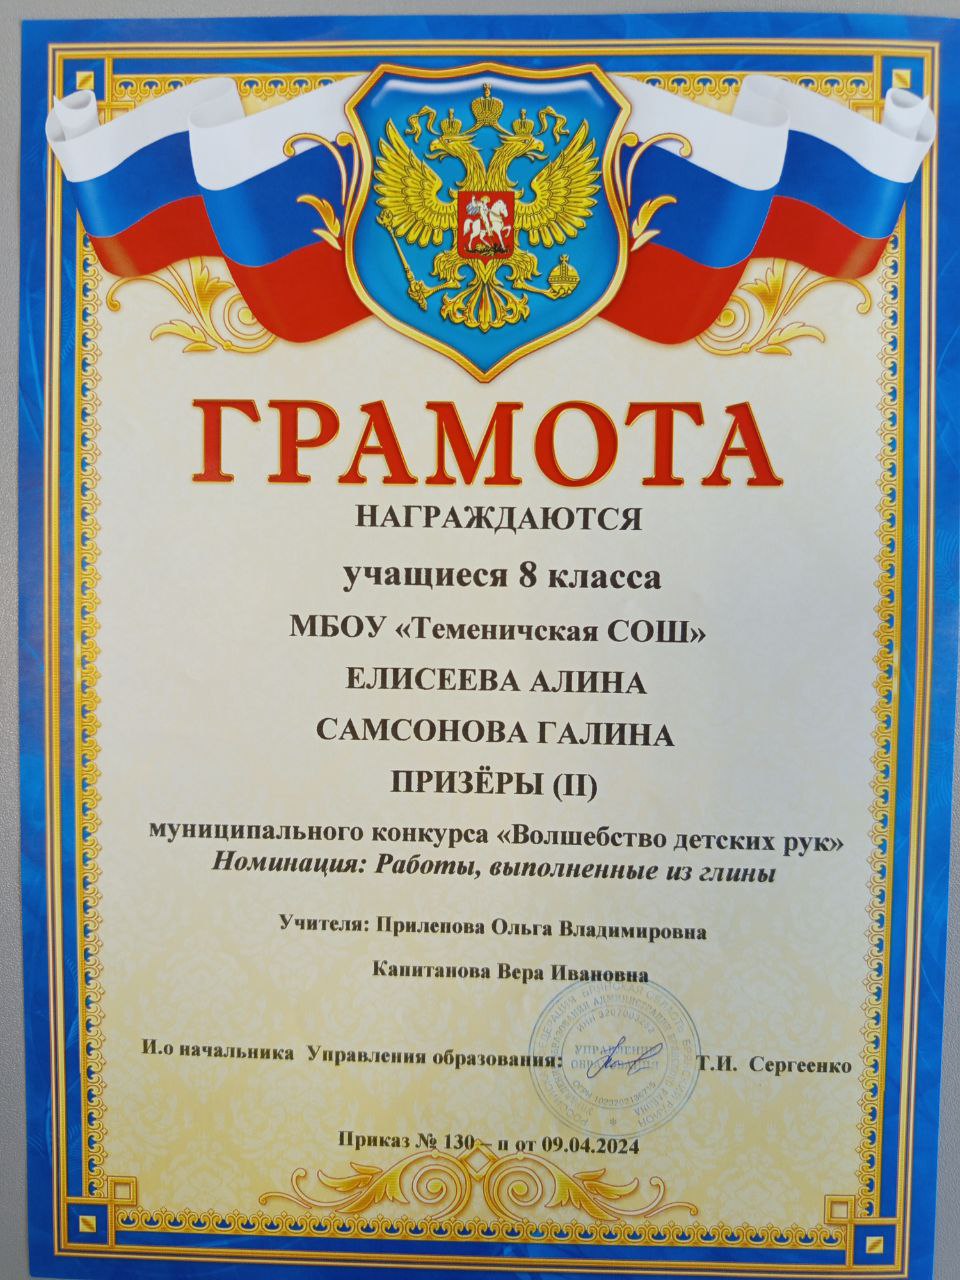 ГРАМОТА
НАГРАЖДАЮТСЯ
учащиеся 8 класса
МБОУ «Теменичская СОШ»
ЕЛИСЕЕВА АЛИНА
САМСОНОВА ГАЛИНА
ПРИЗЁРЫ (II)
муниципального конкурса «Волшебство детских рук»
Номинация: Работы, выполненные из глины
Учителя: Прилепова Ольга Владимировна
Капитанова Вера Ивановна
И.о начальника Управления образования:
Т.И. Сергеенко
УПРАВЛЕНИЕ
ОБРАЗОВАНИЯ
Приказ № 130 – п от 09.04.2024